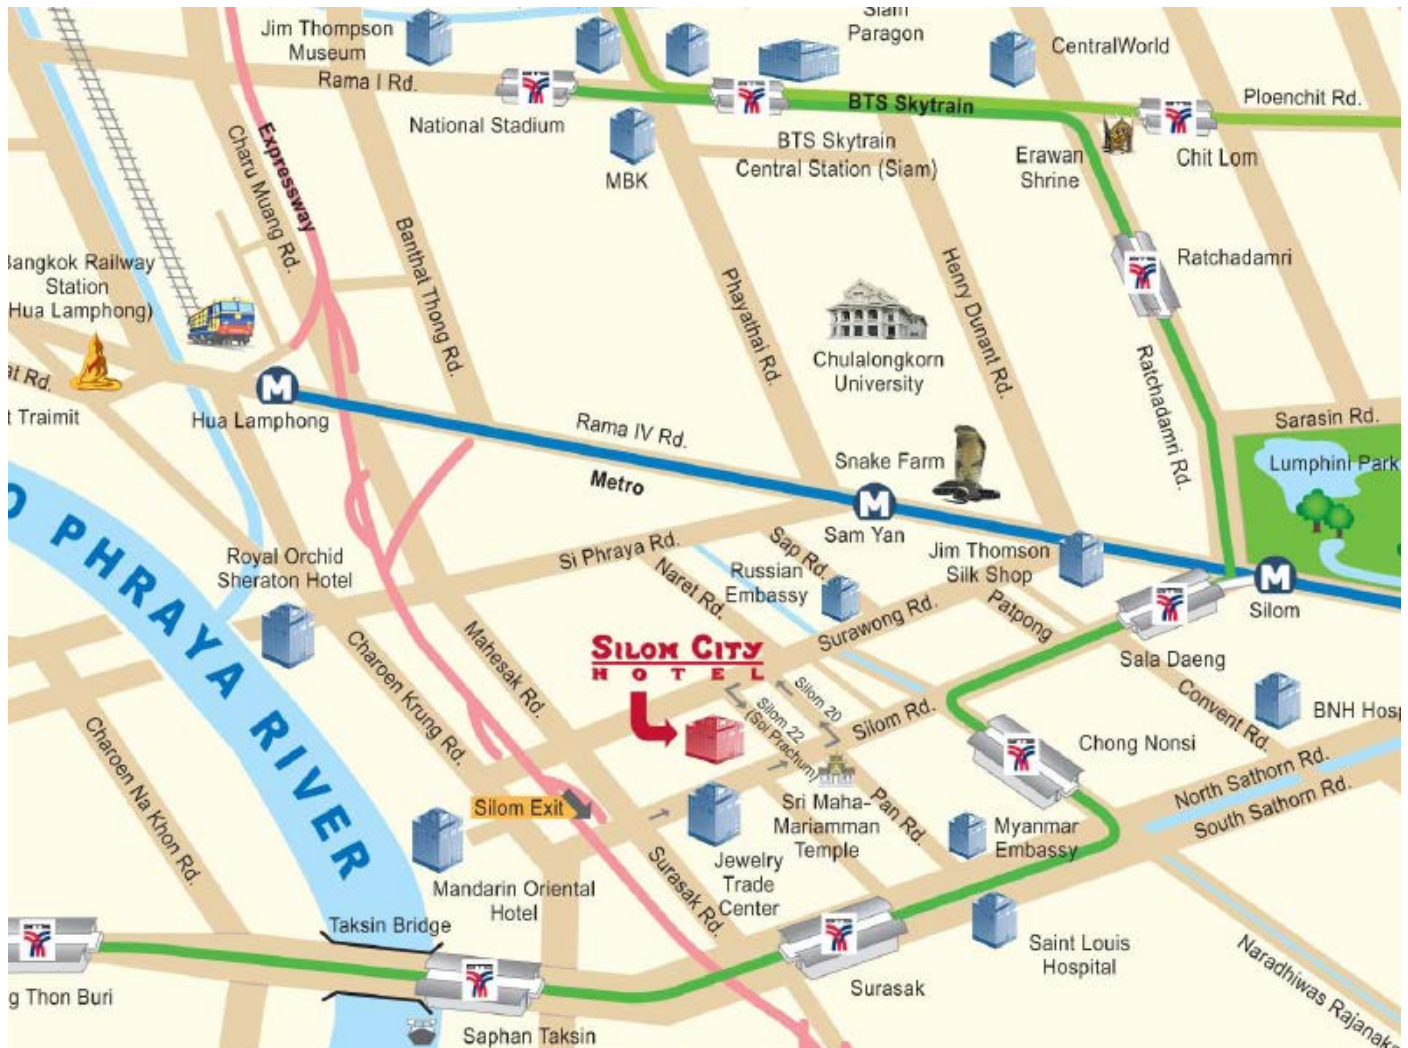 Jim Thompson
Museum
Siam
Paragon
CentralWorld
Rama I Rd.
BTS
BTS
BTS Skytrain
BTS
Ploenchit Rd.
National Stadium
BTS Skytrain
Central Station (Siam)
Erawan
Shrine
Chit Lom
MBK
Expressway
Charu Muang Rd.
Banthat Thong Rd.
Phayathai Rd.
Henry Dunant Rd.
Ratchadamri
Bangkok Railway
Station
Hua Lamphong)
Chulalongkorn
University
Ratchadamri Rd.
at Rd.
t Traimit
M
Hua Lamphong
Rama IV Rd.
Metro
Sarasin Rd.
Lumphini Park
Snake Farm
M
Sam Yan
O PHRAYA RIVER
Royal Orchid
Sheraton Hotel
Si Phraya Rd.
Naret Rd.
Sap Rd.
Russian
Embassy
Jim Thomson
Silk Shop
Surawong Rd.
Patpong
M
Silom
Sala Daeng
Charoen Krung Rd.
Mahesak Rd.
SILOM CITY
HOTEL
Silom 20
Silom 22
(Soi Prachum)
Silom Rd.
Convent Rd.
BNH Hosp
Chong Nonsi
Charoen Na Khon Rd.
North Sathorn Rd.
South Sathorn Rd.
Silom Exit
Sri Maha-
Mariamman
Temple
Pan Rd.
Myanmar
Embassy
Jewelry
Trade
Center
Mandarin Oriental
Hotel
Surasak Rd.
Taksin Bridge
Saint Louis
Hospital
Naradhiwas Rajanak
g Thon Buri
Saphan Taksin
Surasak